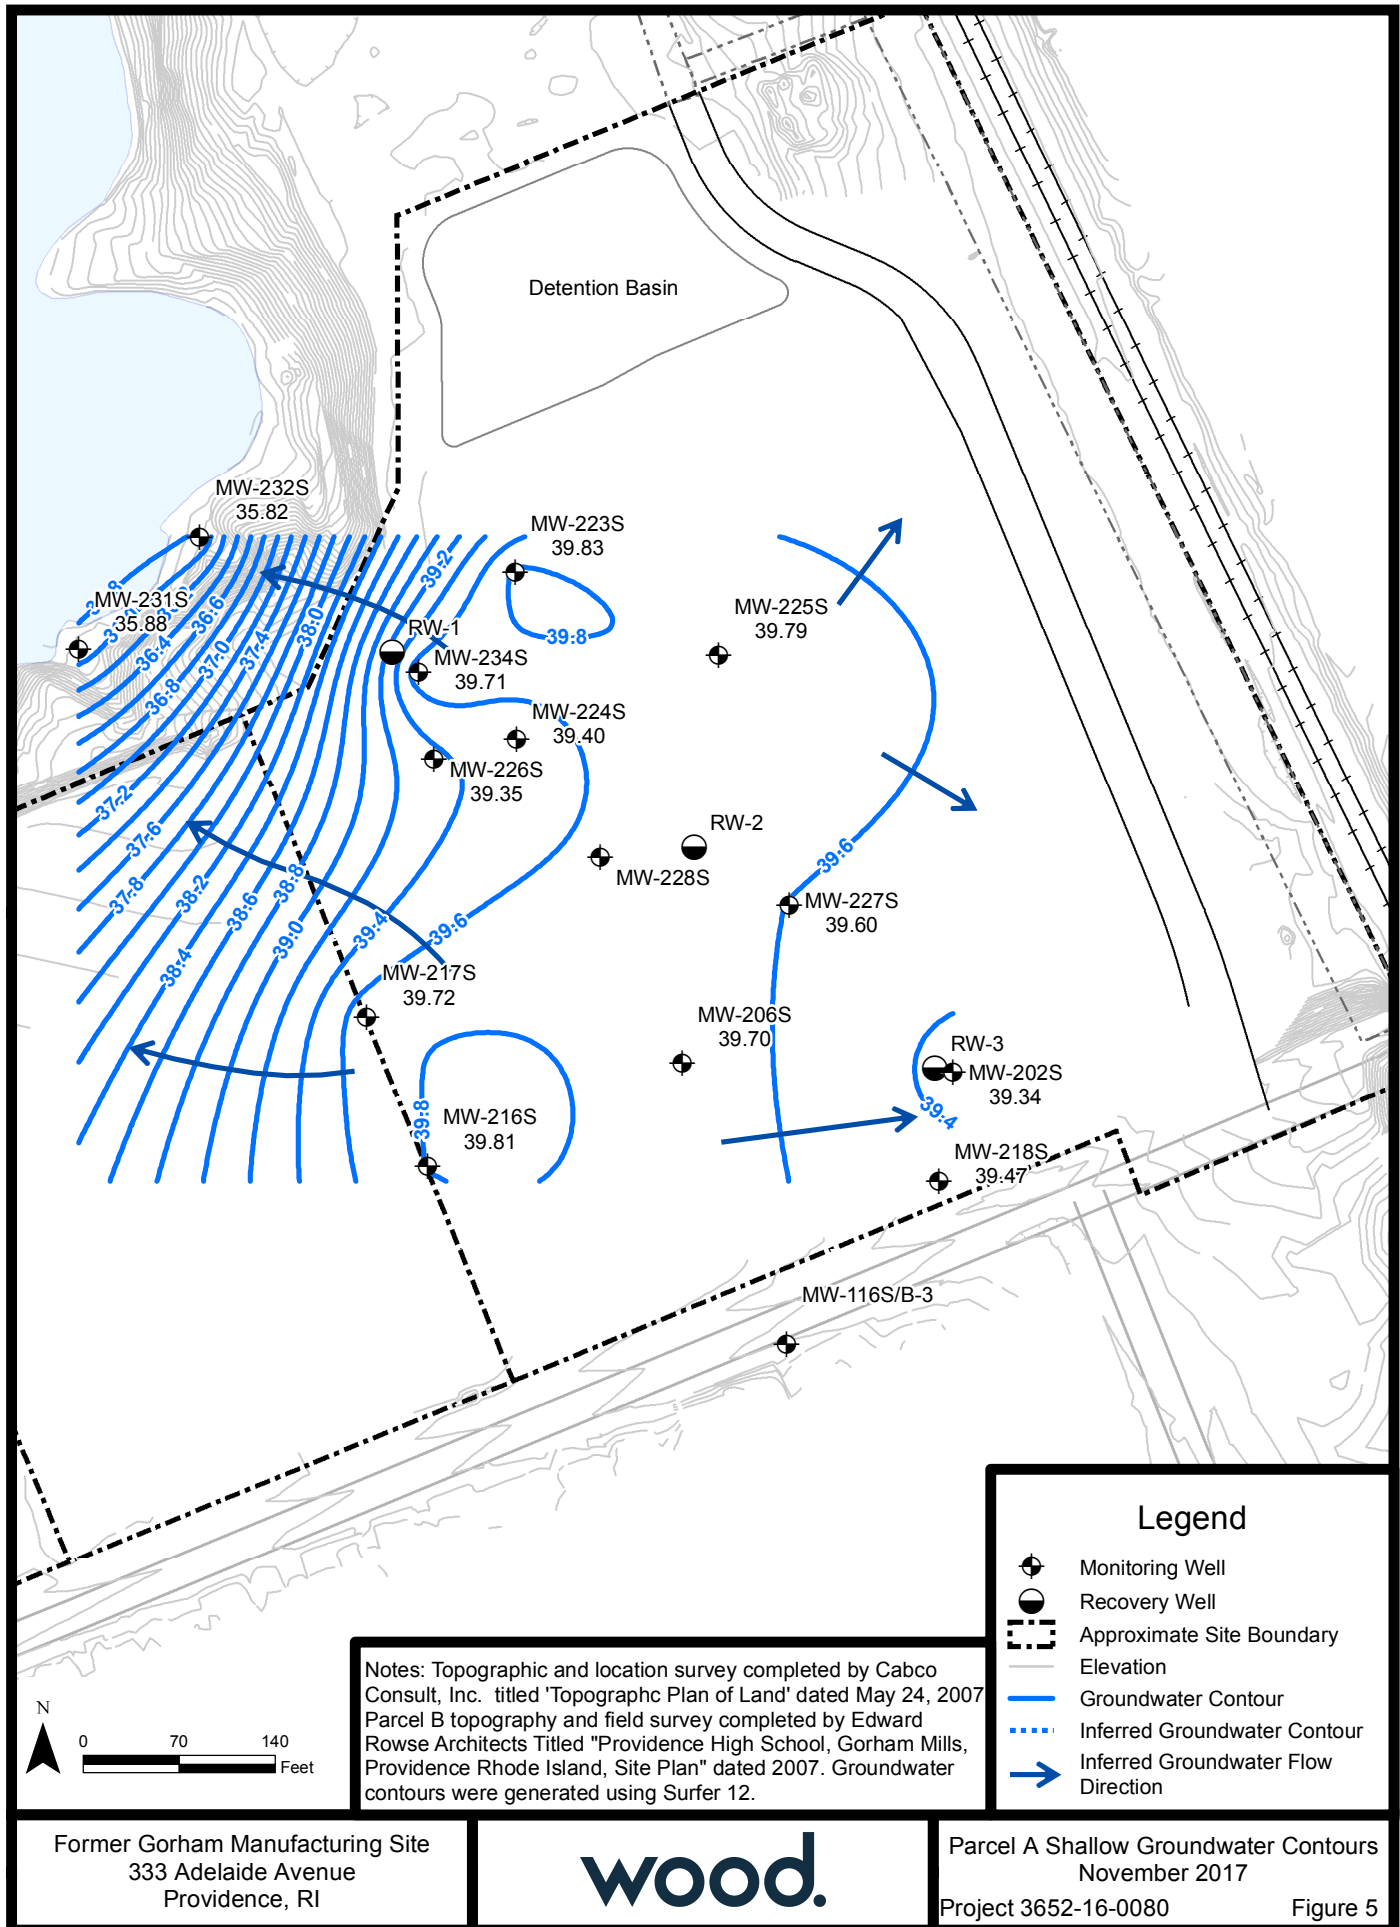 Detention Basin
MW-232S
35.82
MW-223S
39.83
39.2
39.8
MW-231S
35.88
36.6
36.4
37.0
37.4
38.0
36.8
RW-1
MW-234S
39.71
MW-225S
39.79
MW-224S
39.40
MW-226S
39.35
37.2
37.6
37.8
38.2
38.6
38.8
38.4
39.0
39.4
39.6
RW-2
MW-228S
39.6
MW-227S
39.60
MW-217S
39.72
MW-206S
39.70
RW-3
MW-202S
39.34
39.4
39.8
MW-216S
39.81
MW-218S
39.47
MW-116S/B-3
Legend
Monitoring Well
Recovery Well
Approximate Site Boundary
Elevation
Groundwater Contour
Inferred Groundwater Contour
Inferred Groundwater Flow
Direction
N
0 70 140
Feet
Notes: Topographic and location survey completed by Cabco
Consult, Inc. titled 'Topographc Plan of Land' dated May 24, 2007
Parcel B topography and field survey completed by Edward
Rowse Architects Titled "Providence High School, Gorham Mills,
Providence Rhode Island, Site Plan" dated 2007. Groundwater
contours were generated using Surfer 12.
Former Gorham Manufacturing Site
333 Adelaide Avenue
Providence, RI
wood.
Parcel A Shallow Groundwater Contours
November 2017
Project 3652-16-0080 Figure 5